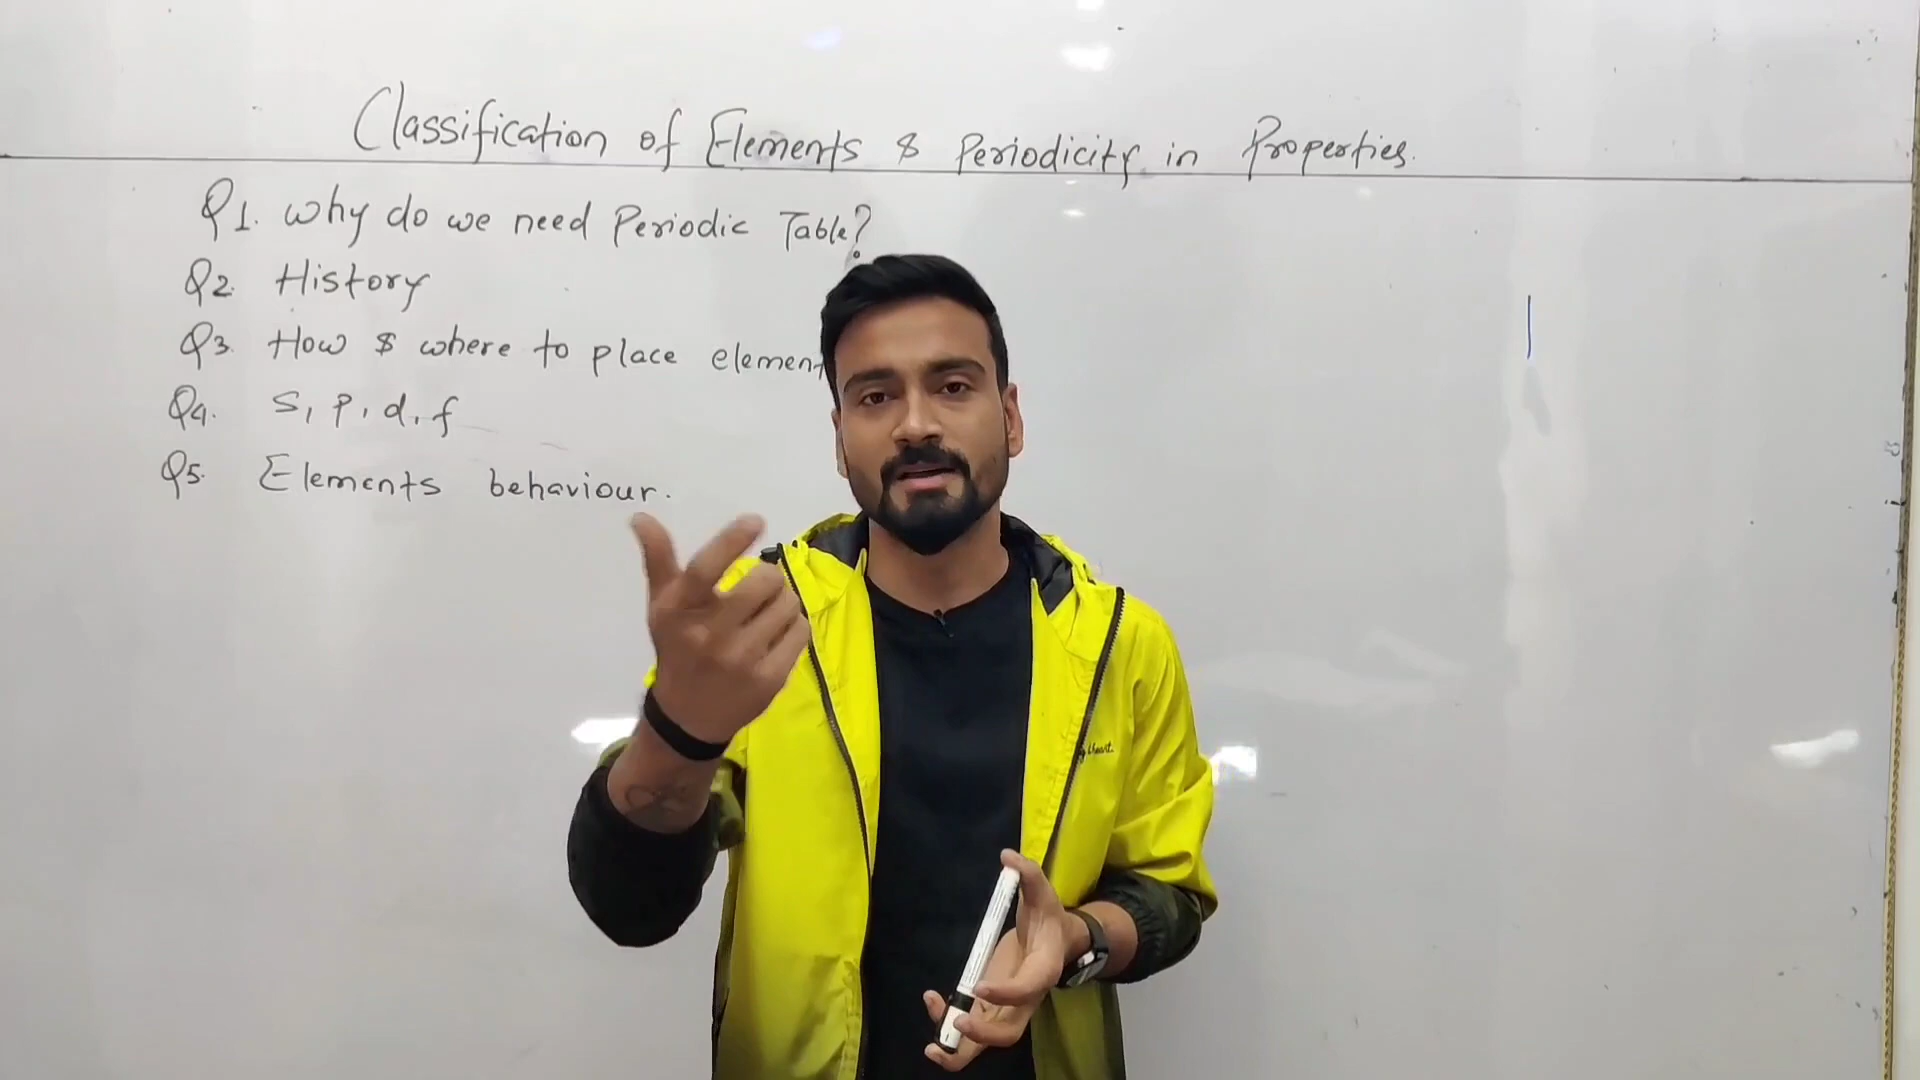 Classification of Elements & Periodicity in Properties.
Q1. Why do we need Periodic Table?
Q2. History
Q3. How & where to place element
Q4. s, p, d, f
Q5. Elements behaviour.
heart.